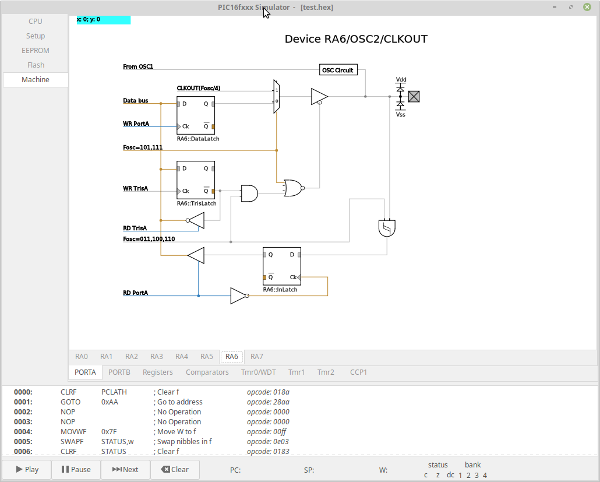 PIC16fxxx Simulator - (test.hex)
CPU
Setup
EEPROM
Flash
Machine
x: 0; y: 0
Device RA6/OSC2/CLKOUT
From OSC1
OSC Circuit
CLKOUT(Fosc/4)
Vdd
Vss
Data bus
D Q
WR PortA
Ck Q
RA6::DataLatch
Fosc=101,111
D Q
WR TrisA
Ck Q
RA6::TrisLatch
RD TrisA
Fosc=011,100,110
Q D
Q Ck
RA6::InLatch
RD PortA
RA0 RA1 RA2 RA3 RA4 RA5 RA6 RA7
PORTA PORTB Registers Comparators Tmr0/WDT Tmr1 Tmr2 CCP1
0000: CLRF PCLATH ; Clear f opcode: 018a
0001: GOTO 0xAA ; Go to address opcode: 28aa
0002: NOP ; No Operation opcode: 0000
0003: NOP ; No Operation opcode: 0000
0004: MOVWF 0x7F ; Move W to f opcode: 00ff
0005: SWAPF STATUS,w ; Swap nibbles in f opcode: 0e03
0006: CLRF STATUS ; Clear f opcode: 0183
Play Pause Next Clear PC: SP: W: status bank
c z dc 1 2 3 4